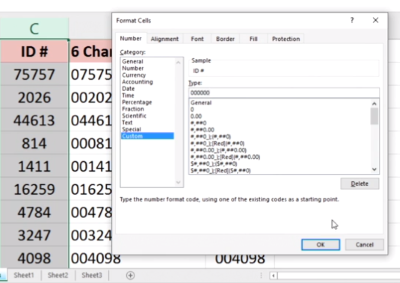 C
ID #
6 Char
75757
07575
2026
00202
44613
04461
814
00081
1411
00141
16259
01625
4784
00478
3247
00324
4098
004098
004098
Format Cells
?
Number Alignment Font Border Fill Protection
Category:
General
Number
Currency
Accounting
Date
Time
Percentage
Fraction
Scientific
Text
Special
Custom
Sample
ID #
Type:
000000
General
0
0.00
#,##0
#,##0.00
#,##0_);(#,##0)
#,##0_);[Red](#,##0)
#,##0.00_);(#,##0.00)
#,##0.00_);[Red](#,##0.00)
$#,##0_);($#,##0)
$#,##0_);[Red]($#,##0)
Delete
Type the number format code, using one of the existing codes as a starting point.
OK
Cancel
Sheet1 Sheet2 Sheet3